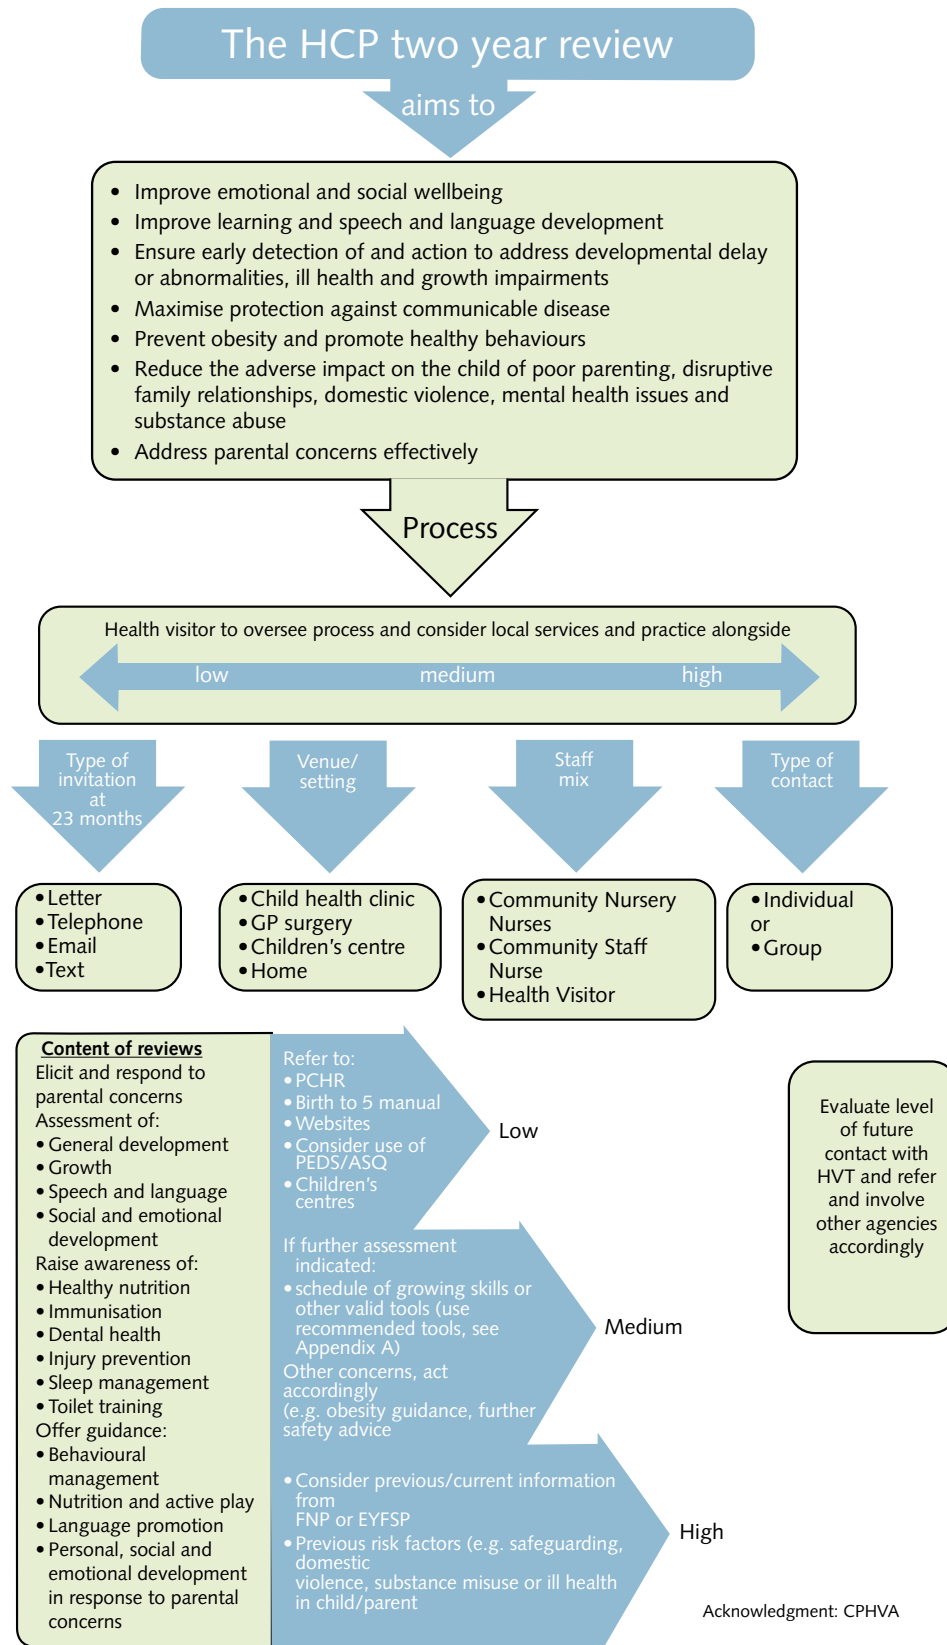 The HCP two year review
aims to
• Improve emotional and social wellbeing
• Improve learning and speech and language development
• Ensure early detection of and action to address developmental delay
or abnormalities, ill health and growth impairments
• Maximise protection against communicable disease
• Prevent obesity and promote healthy behaviours
• Reduce the adverse impact on the child of poor parenting, disruptive
family relationships, domestic violence, mental health issues and
substance abuse
• Address parental concerns effectively
Process
Health visitor to oversee process and consider local services and practice alongside
low
medium
high
Type of
invitation
at
23 months
• Letter
• Telephone
• Email
• Text
Venue/
setting
• Child health clinic
• GP surgery
• Children's centre
• Home
Staff
mix
• Community Nursery
Nurses
• Community Staff
Nurse
• Health Visitor
Type of
contact
• Individual
or
• Group
Content of reviews
Elicit and respond to
parental concerns
Assessment of:
• General development
• Growth
• Speech and language
• Social and emotional
development
Raise awareness of:
• Healthy nutrition
• Immunisation
• Dental health
• Injury prevention
• Sleep management
• Toilet training
Offer guidance:
• Behavioural
management
• Nutrition and active play
• Language promotion
• Personal, social and
emotional development
in response to parental
concerns
Refer to:
• PCHR
• Birth to 5 manual
• Websites
• Consider use of
PEDS/ASQ
• Children's
centres
Low
If further assessment
indicated:
• schedule of growing skills or
other valid tools (use
recommended tools, see
Appendix A)
Other concerns, act
accordingly
(e.g. obesity guidance, further
safety advice
Medium
• Consider previous/current information
from
FNP or EYFSP
• Previous risk factors (e.g. safeguarding,
domestic
violence, substance misuse or ill health
in child/parent
High
Evaluate level
of future
contact with
HVT and refer
and involve
other agencies
accordingly
Acknowledgment: CPHVA